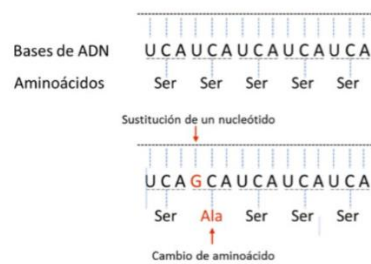 Bases de ADN U C A U C A U C A U C A U C A
Aminoácidos Ser Ser Ser Ser Ser
Sustitución de un nucleótido
U C A G C A U C A U C A U C A
Ser Ala Ser Ser Ser
Cambio de aminoácido